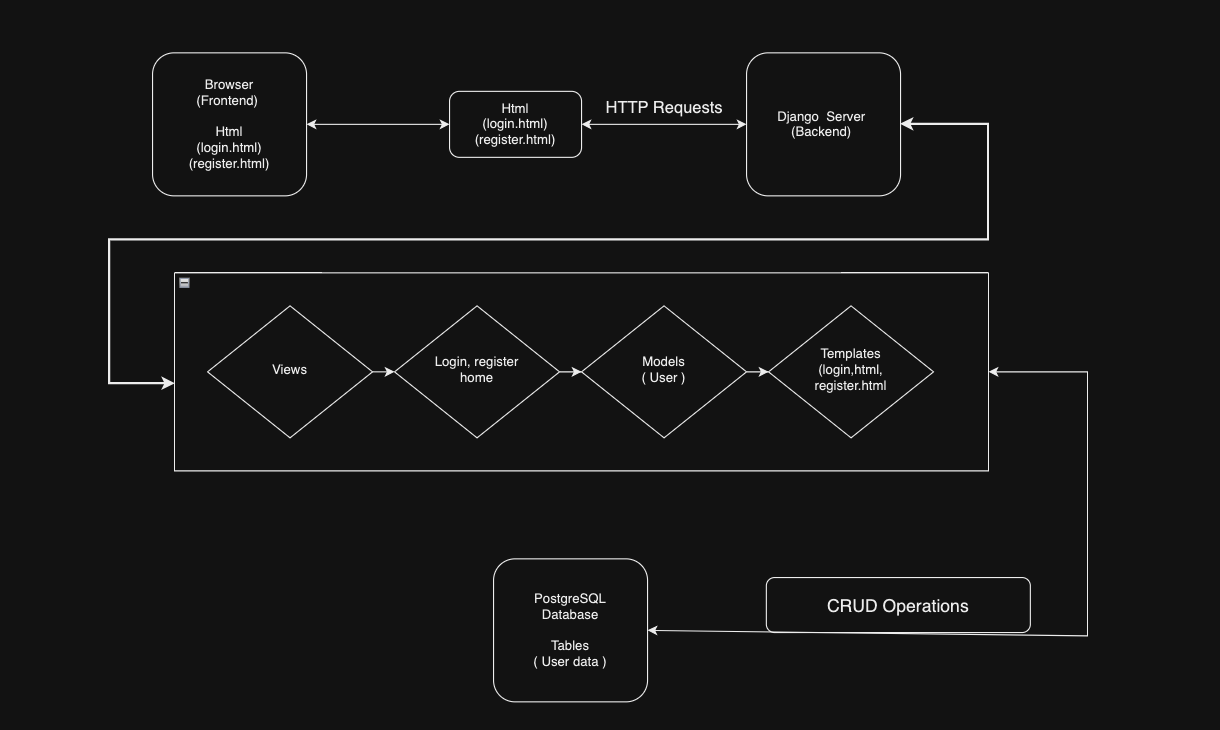 Browser
(Frontend)
Html
(login.html)
(register.html)
Html
(login.html)
(register.html)
HTTP Requests
Django Server
(Backend)
Views
Login, register
home
Models
( User )
Templates
(login,html,
register.html
PostgreSQL
Database
Tables
( User data )
CRUD Operations